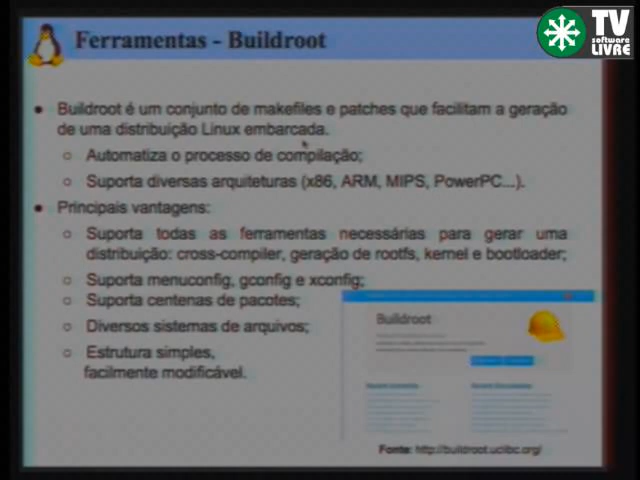 Ferramentas - Buildroot
TV
software
LIVRE
● Buildroot é um conjunto de makefiles e patches que facilitam a geração
de uma distribuição Linux embarcada.
○ Automatiza o processo de compilação;
○ Suporta diversas arquiteturas (x86, ARM, MIPS, PowerPC...).
● Principais vantagens:
○ Suporta todas as ferramentas necessárias para gerar uma
distribuição: cross-compiler, geração de rootfs, kernel e bootloader;
○ Suporta menuconfig, gconfig e xconfig;
○ Suporta centenas de pacotes;
○ Diversos sistemas de arquivos;
○ Estrutura simples,
facilmente modificável.
Buildroot
Fonte: http://buildroot.uclibc.org/